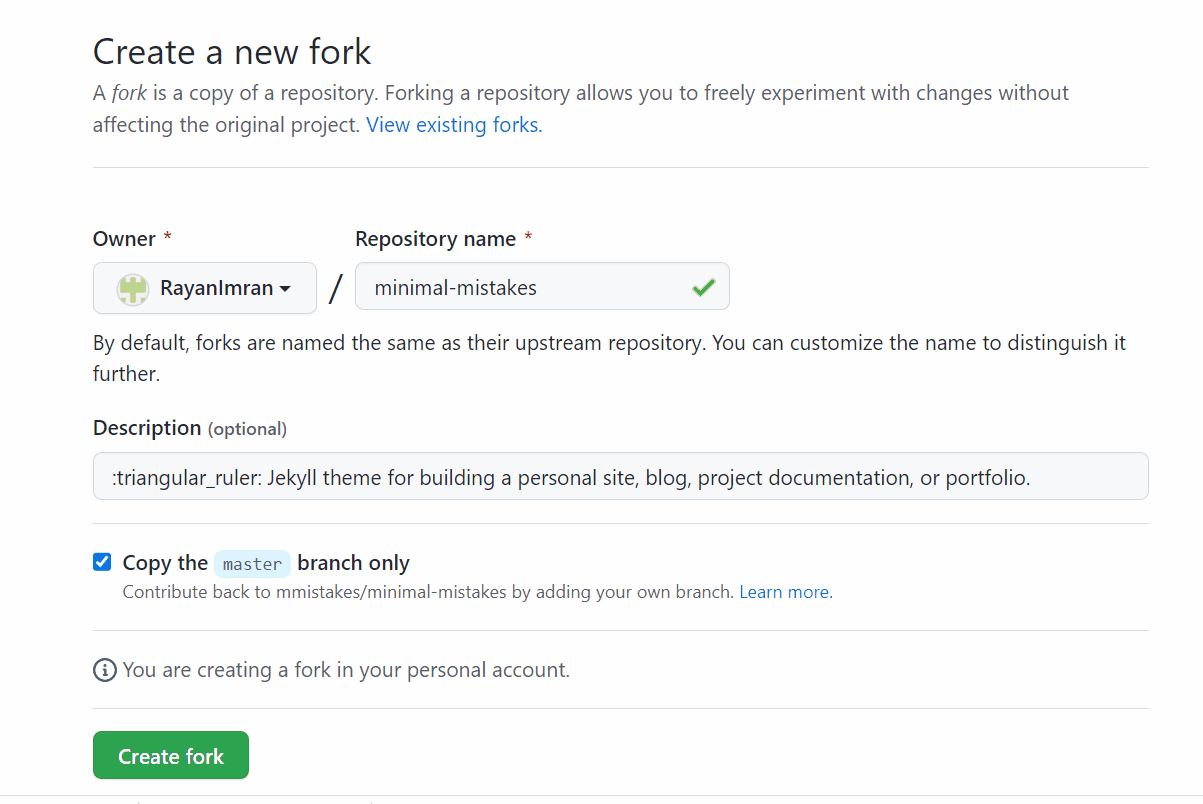 Create a new fork
A fork is a copy of a repository. Forking a repository allows you to freely experiment with changes without
affecting the original project. View existing forks.
Owner * Repository name *
RayanImran / minimal-mistakes
By default, forks are named the same as their upstream repository. You can customize the name to distinguish it
further.
Description (optional)
:triangular_ruler: Jekyll theme for building a personal site, blog, project documentation, or portfolio.
Copy the master branch only
Contribute back to mmistakes/minimal-mistakes by adding your own branch. Learn more.
You are creating a fork in your personal account.
Create fork